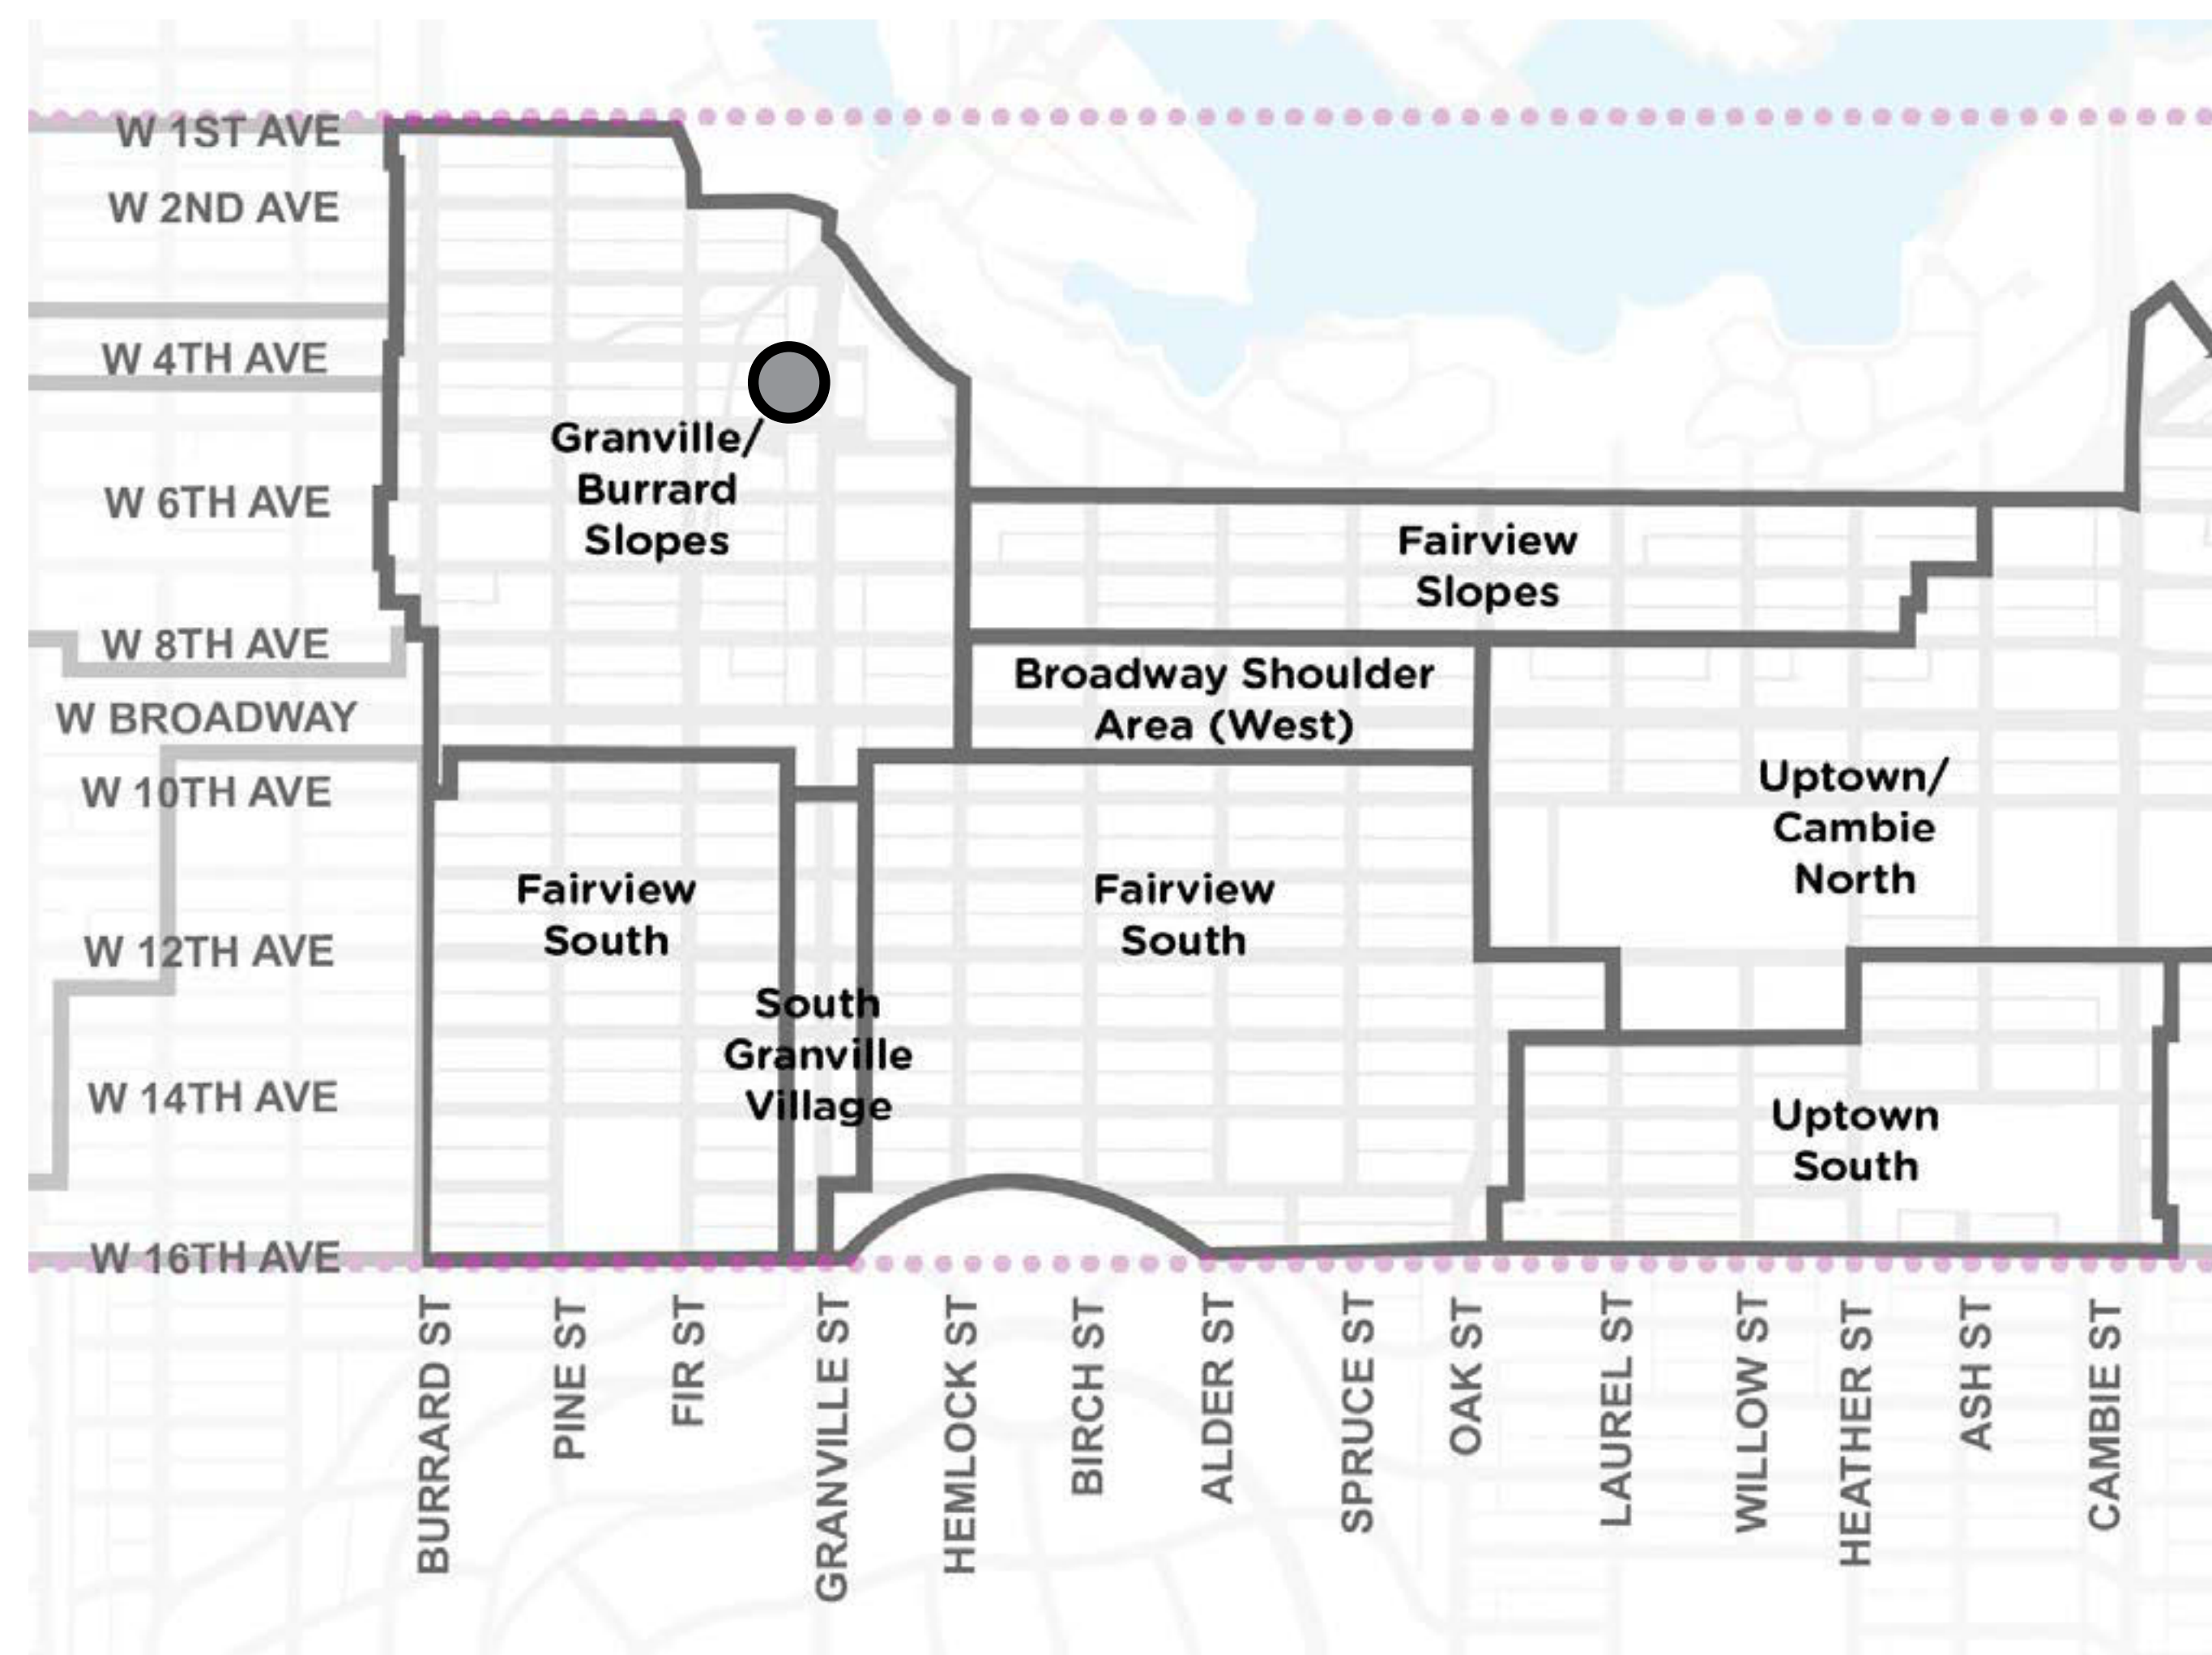 W 1ST AVE
W 2ND AVE
W 4TH AVE
W 6TH AVE
W 8TH AVE
W BROADWAY
W 10TH AVE
W 12TH AVE
W 14TH AVE
W 16TH AVE
Granville/
Burrard
Slopes
Fairview
Slopes
Broadway Shoulder
Area (West)
Uptown/
Cambie
North
Fairview
South
South
Granville
Village
Fairview
South
Uptown
South
BURRARD ST
PINE ST
FIR ST
GRANVILLE ST
HEMLOCK ST
BIRCH ST
ALDER ST
SPRUCE ST
OAK ST
LAUREL ST
WILLOW ST
HEATHER ST
ASH ST
CAMBIE ST